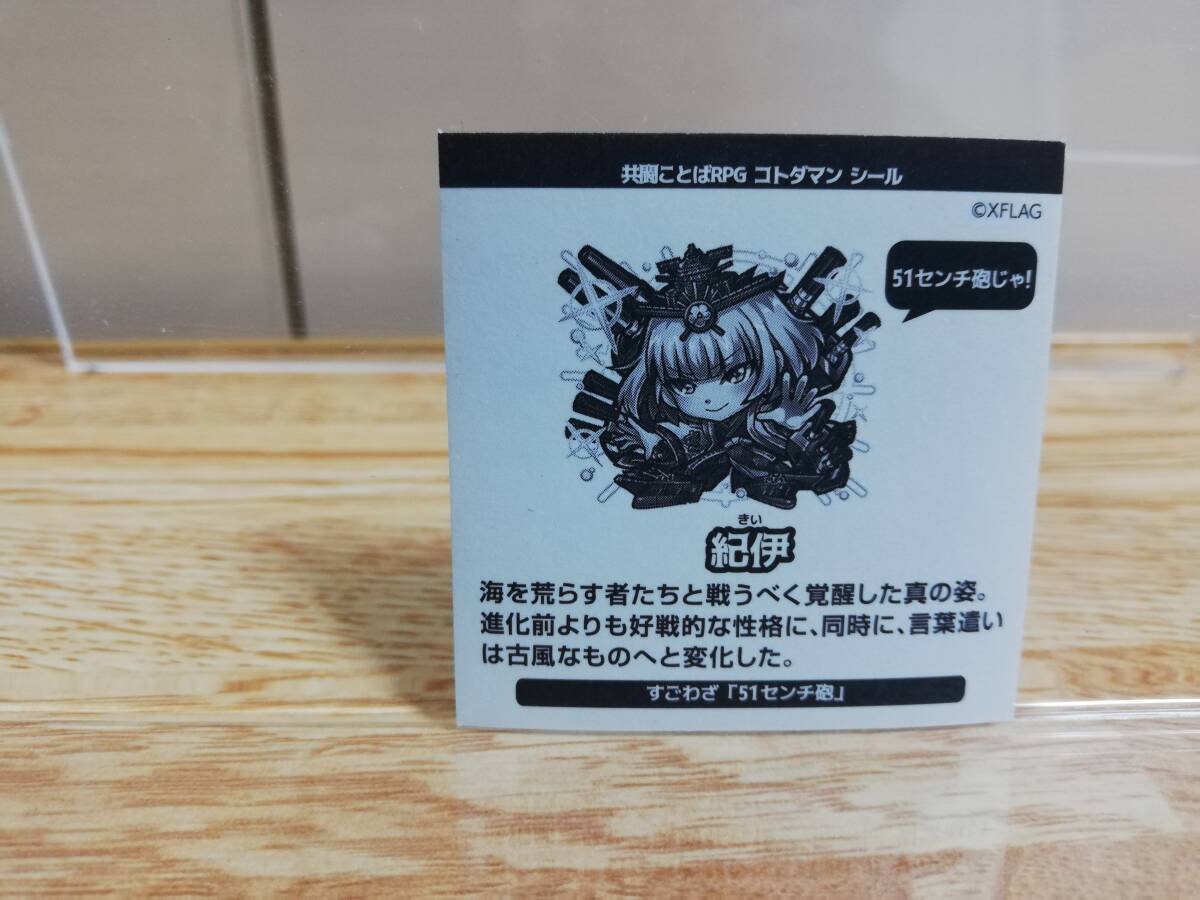 共闘ことばRPG コトダマン シール
©XFLAG
51センチ砲じゃ!
きい
紀伊
海を荒らす者たちと戦うべく覚醒した真の姿。
進化前よりも好戦的な性格に、同時に、言葉遣い
は古風なものへと変化した。
すごわざ「51センチ砲」